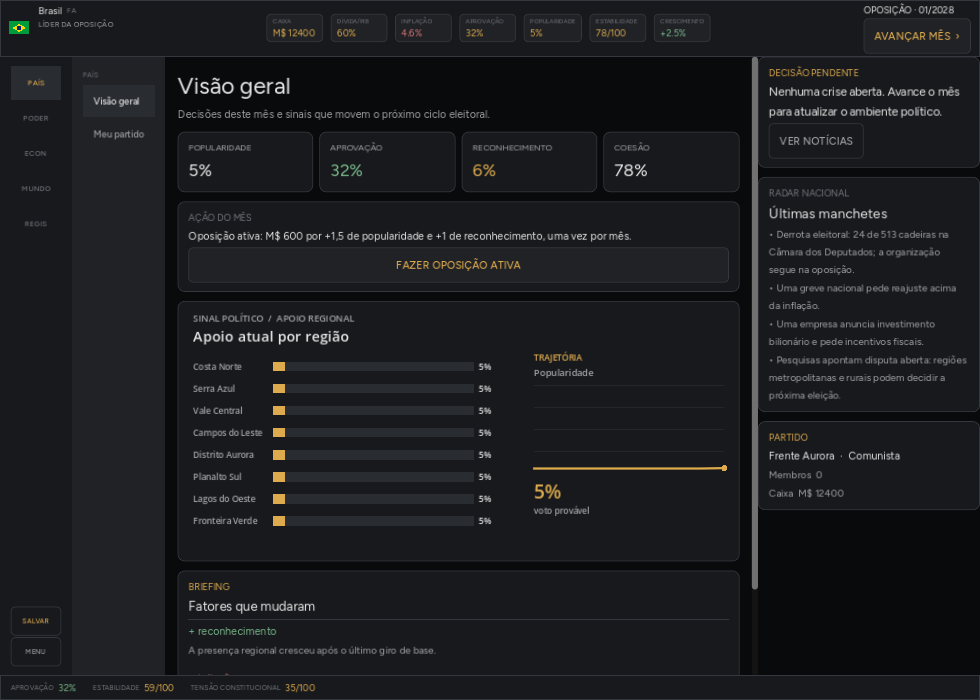 Brasil FA
LÍDER DA OPOSIÇÃO
CAIXA
M$ 12400
DÍVIDA/PIB
60%
INFLAÇÃO
4.6%
APROVAÇÃO
32%
POPULARIDADE
5%
ESTABILIDADE
78/100
CRESCIMENTO
+2.5%
OPOSIÇÃO · 01/2028
AVANÇAR MÊS ›
PAÍS
PODER
ECON
MUNDO
REGIS
SALVAR
MENU
PAÍS
Visão geral
Meu partido
Visão geral
Decisões deste mês e sinais que movem o próximo ciclo eleitoral.
POPULARIDADE
5%
APROVAÇÃO
32%
RECONHECIMENTO
6%
COESÃO
78%
AÇÃO DO MÊS
Oposição ativa: M$ 600 por +1,5 de popularidade e +1 de reconhecimento, uma vez por mês.
FAZER OPOSIÇÃO ATIVA
SINAL POLÍTICO / APOIO REGIONAL
Apoio atual por região
Costa Norte 5%
Serra Azul 5%
Vale Central 5%
Campos do Leste 5%
Distrito Aurora 5%
Planalto Sul 5%
Lagos do Oeste 5%
Fronteira Verde 5%
TRAJETÓRIA
Popularidade
5%
voto provável
BRIEFING
Fatores que mudaram
+ reconhecimento
A presença regional cresceu após o último giro de base.
DECISÃO PENDENTE
Nenhuma crise aberta. Avance o mês
para atualizar o ambiente político.
VER NOTÍCIAS
RADAR NACIONAL
Últimas manchetes
• Derrota eleitoral: 24 de 513 cadeiras na
Câmara dos Deputados; a organização
segue na oposição.
• Uma greve nacional pede reajuste acima
da inflação.
• Uma empresa anuncia investimento
bilionário e pede incentivos fiscais.
• Pesquisas apontam disputa aberta: regiões
metropolitanas e rurais podem decidir a
próxima eleição.
PARTIDO
Frente Aurora · Comunista
Membros 0
Caixa M$ 12400
APROVAÇÃO 32% ESTABILIDADE 59/100 TENSÃO CONSTITUCIONAL 35/100